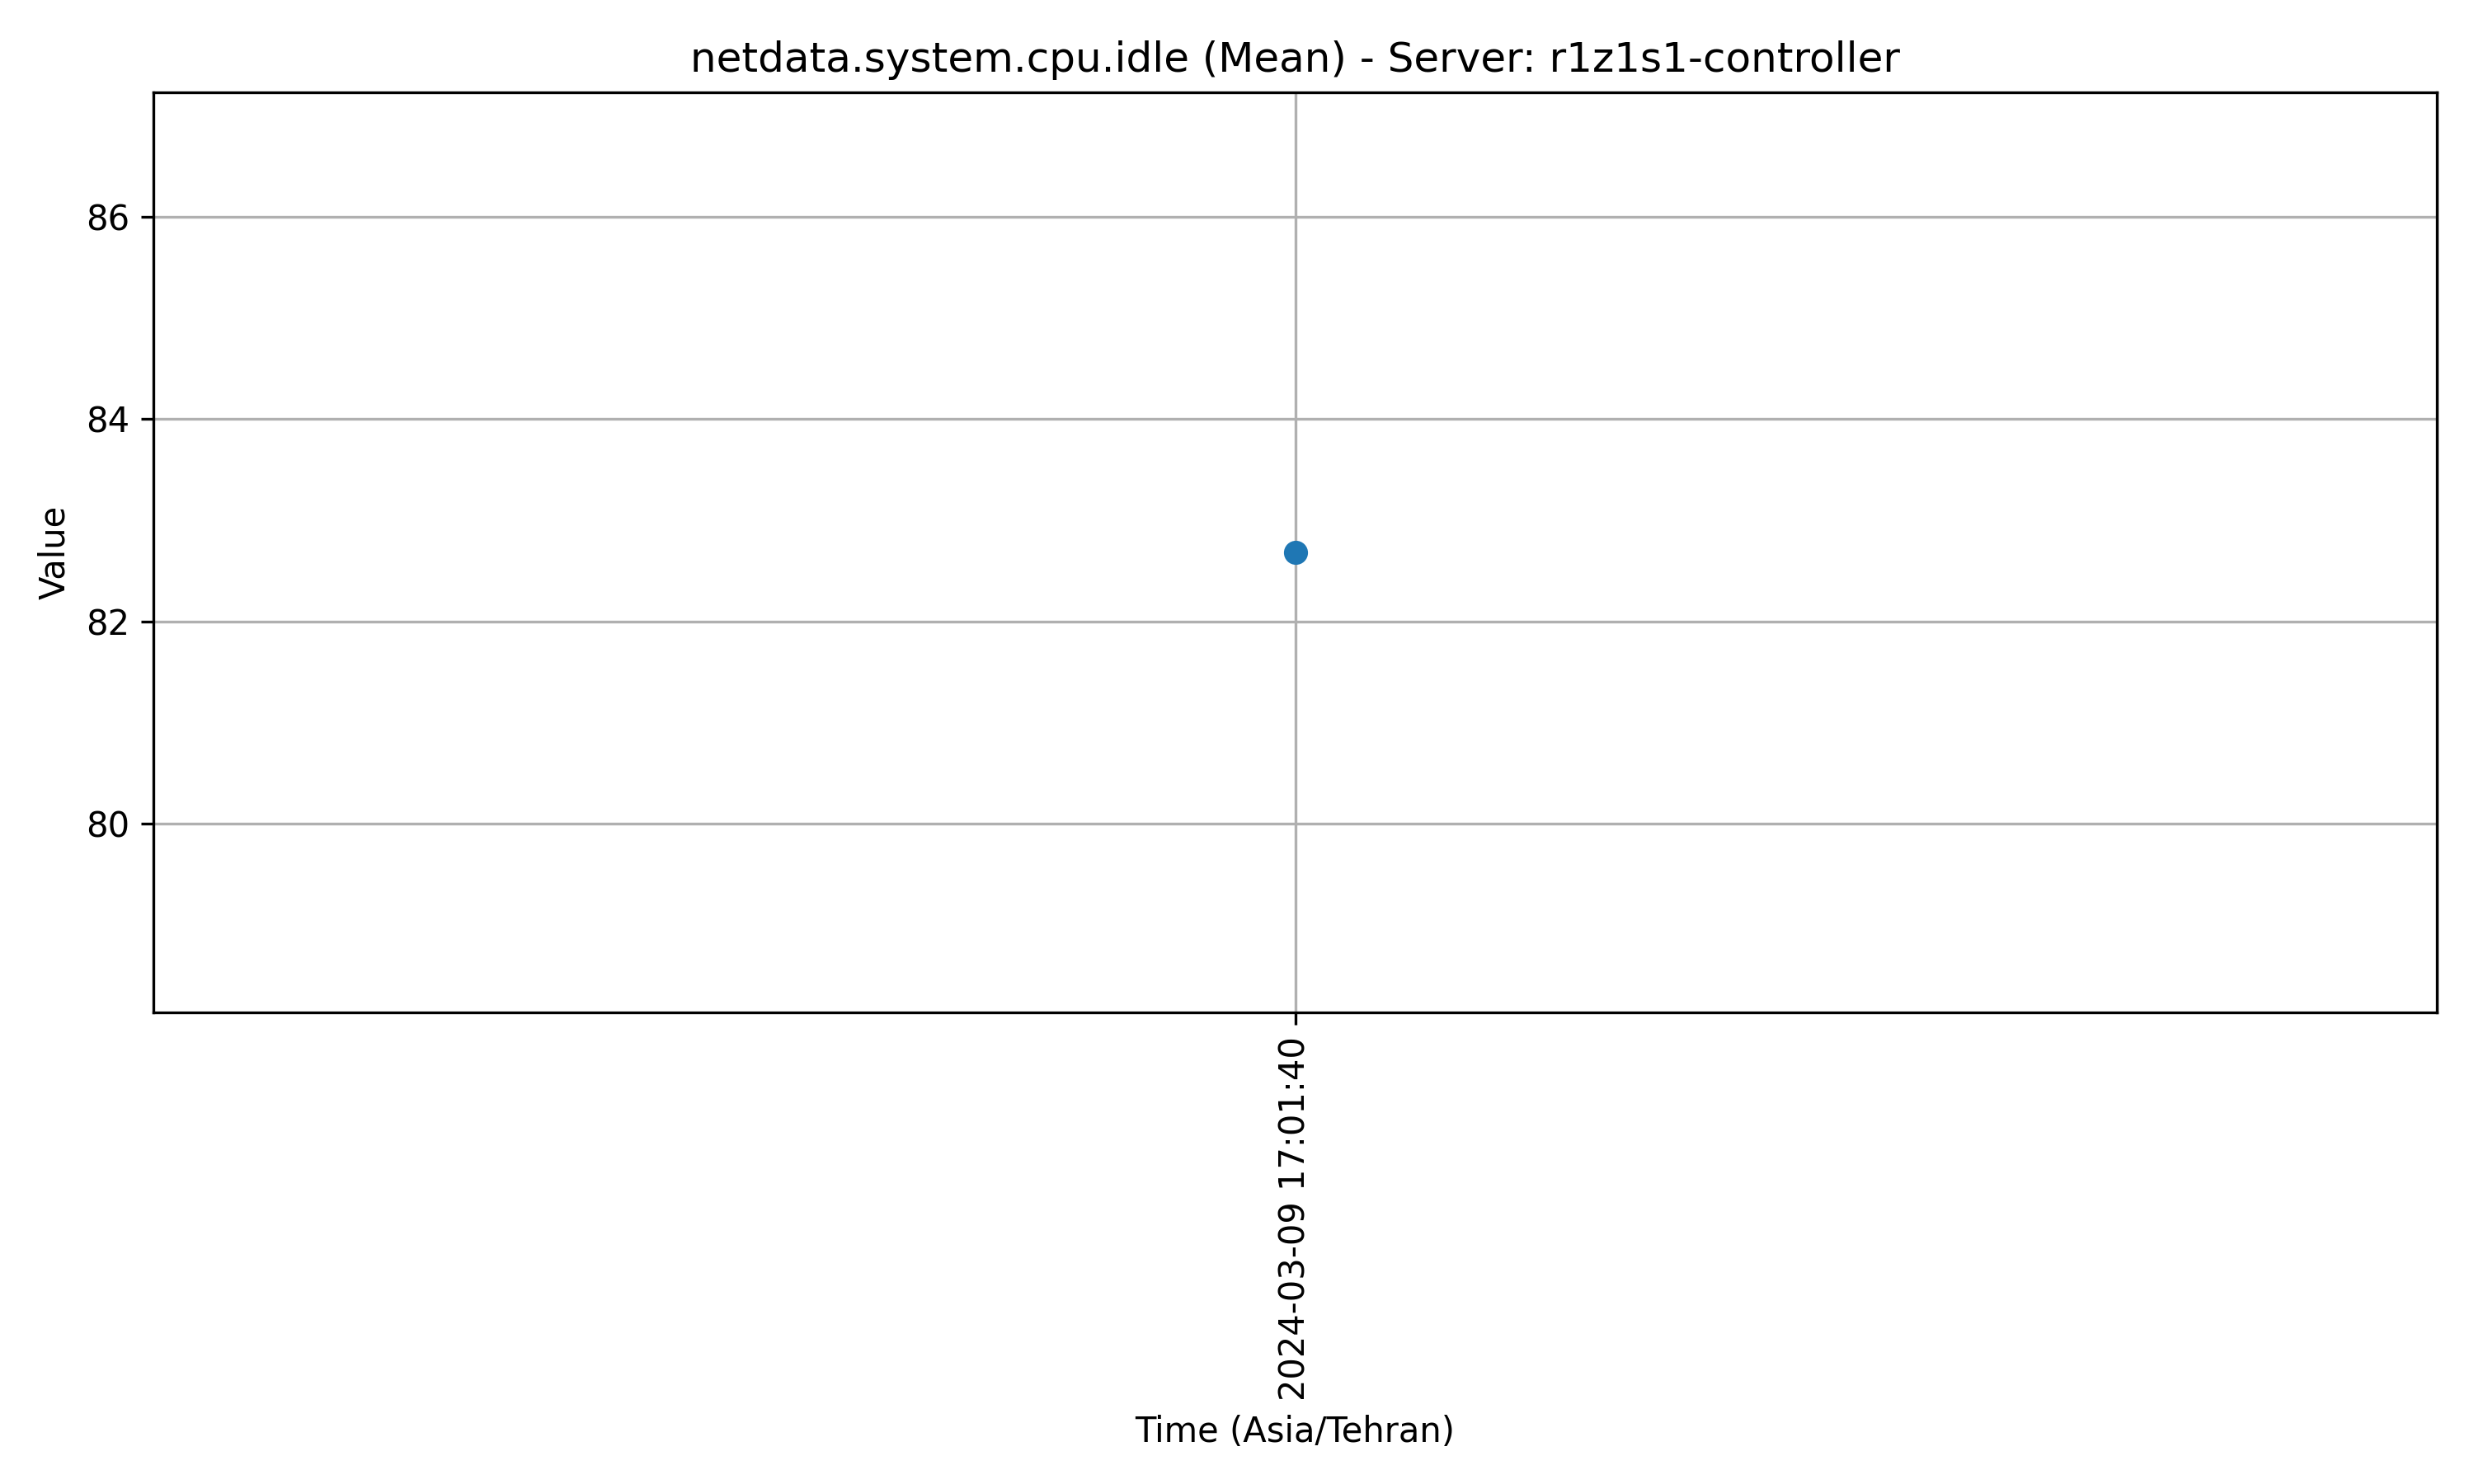 netdata.system.cpu.idle (Mean) - Server: r1z1s1-controller
Value
86
84
82
80
2024-03-09 17:01:40
Time (Asia/Tehran)